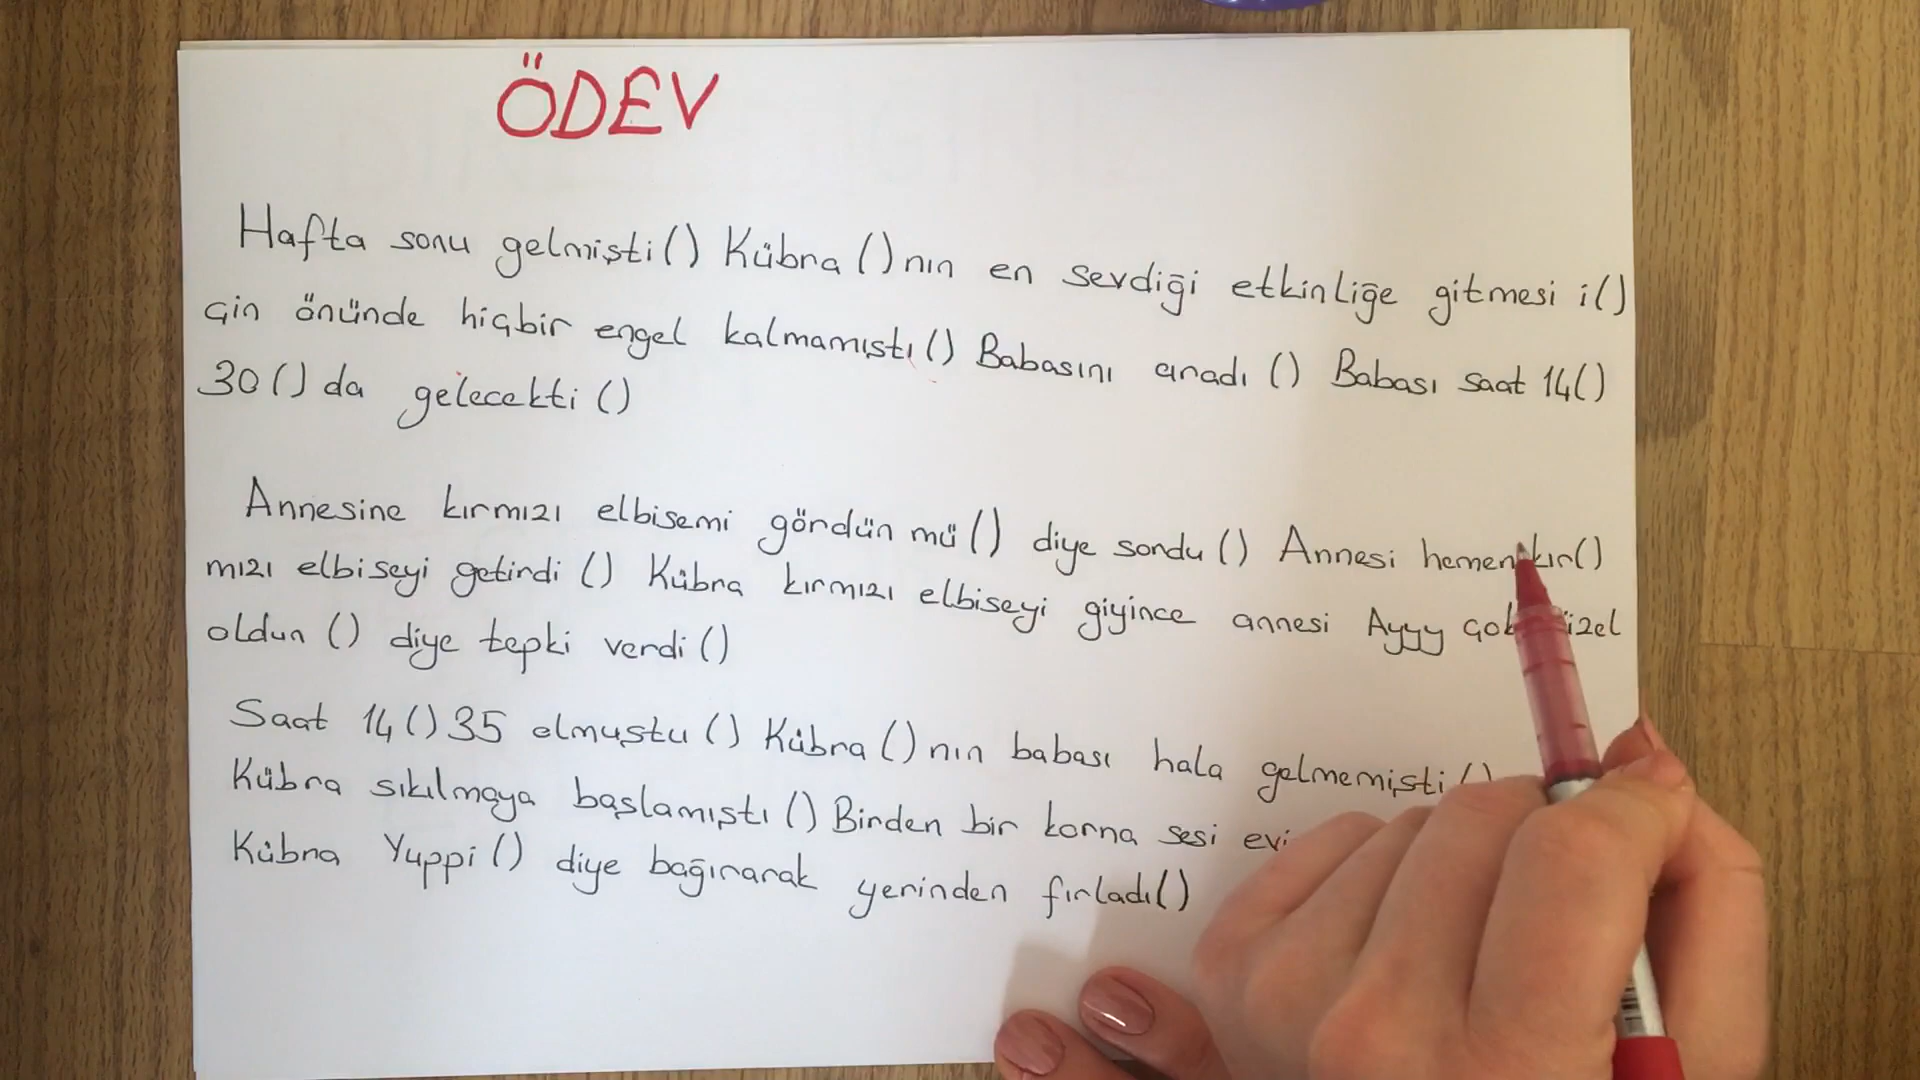 ÖDEV
Hafta sonu gelmişti() Kübra ()nın en sevdiği etkinliğe gitmesi i()
çin önünde hiçbir engel kalmamıştı () Babasını aradı () Babası saat 14()
30 () da gelecekti ()
Annesine kırmızı elbisemi gördün mü () diye sordu () Annesi hemen kır()
mızı elbiseyi getirdi () Kübra kırmızı elbiseyi giyince annesi Ayyy çok
oldun () diye tepki verdi ()
Saat 14 () 35 olmuştu () Kübra ()nın babası hala gelmemişti ()
Kübra sıkılmaya başlamıştı () Birden bir korna sesi
Kübra Yuppi () diye bağırarak yerinden fırladı()